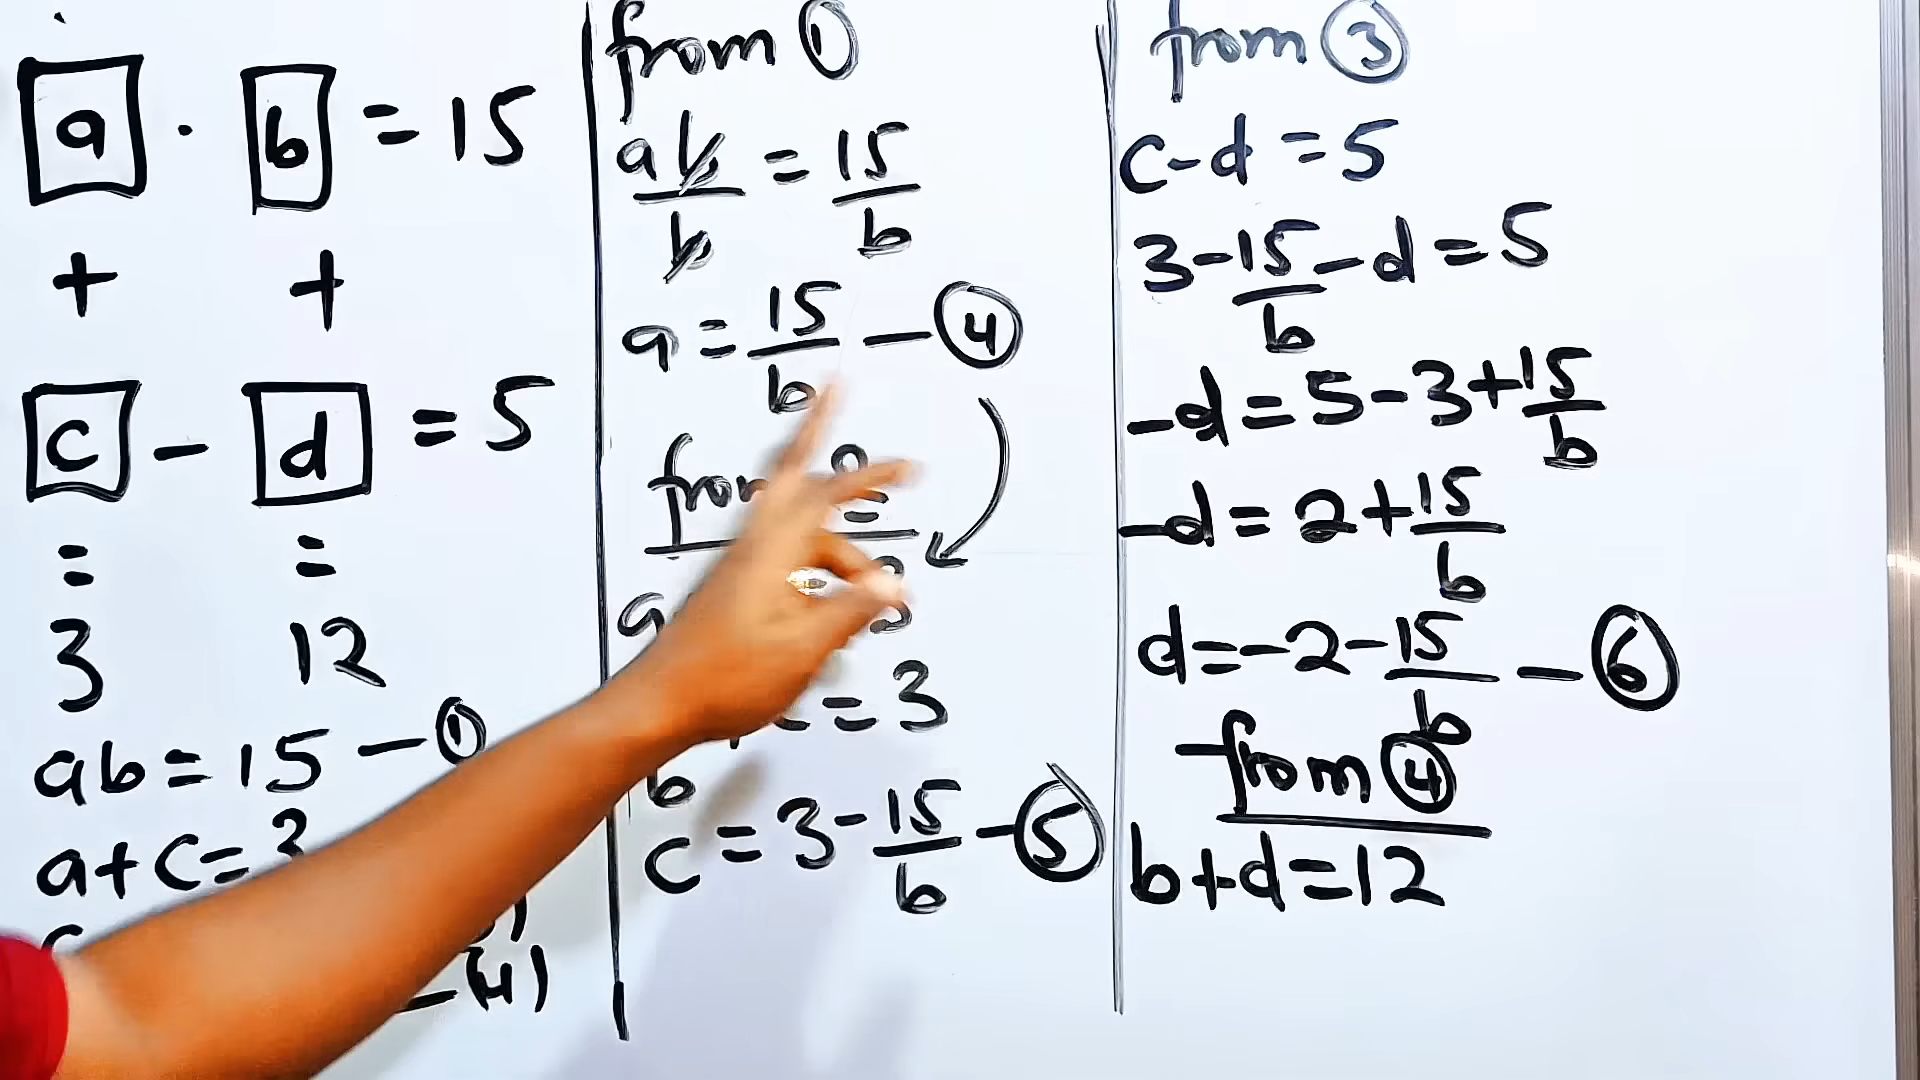 a · b = 15
+ +
c - d = 5
= =
3 12
ab = 15 - ①
a + c = 3
- (4)
from ①
ab/b = 15/b
a = 15/b - ④
from
a
= 3
b
c = 3 - 15/b - ⑤
from ③
c - d = 5
3 - 15/b - d = 5
-d = 5 - 3 + 15/b
-d = 2 + 15/b
d = -2 - 15/b - ⑥
from ④
b + d = 12